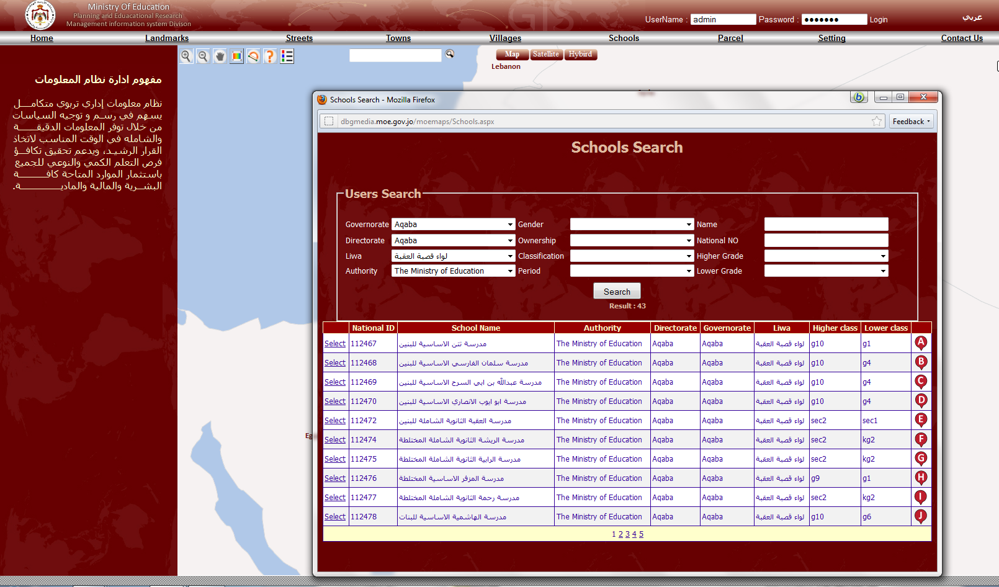 Ministry Of Education
Planning and Educational Research
Management information system Divison
GIS
UserName : admin Password : ●●●●●●● Login
عربي
Home Landmarks Streets Towns Villages Schools Parcel Setting Contact Us
Map Satellite Hybird
Lebanon
مفهوم ادارة نظام المعلومات
نظام معلومات إداري تربوي متكامـــل
يسهم في رسـم و توجيه السـياسـات
من خلال توفر المعلومات الدقيقـــــة
والشامله في الوقت المناسب لاتخاذ
القرار الرشـيـد، ويدعم تحقيق تكافــؤ
فرص التعلم الكمي والنوعي للجميع
باستثمار الموارد المتاحة كافـــــــــة
البشـــرية والمالية والماديـــــــــــــة.
Schools Search - Mozilla Firefox
dbgmedia.moe.gov.jo/moemaps/Schools.aspx
Feedback
Schools Search
Users Search
Governorate Aqaba Gender Name
Directorate Aqaba Ownership National NO
Liwa لواء قصبة العقبة Classification Higher Grade
Authority The Ministry of Education Period Lower Grade
Search
Result : 43
National ID School Name Authority Directorate Governorate Liwa Higher class Lower class
Select 112467 مدرسة تتن الاساسية للبنين The Ministry of Education Aqaba Aqaba لواء قصبة العقبة g10 g1 A
Select 112468 مدرسة سلمان الفارسي الاساسية للبنين The Ministry of Education Aqaba Aqaba لواء قصبة العقبة g10 g4 B
Select 112469 مدرسة عبدالله بن ابي السرح الاساسية للبنين The Ministry of Education Aqaba Aqaba لواء قصبة العقبة g10 g4 C
Select 112470 مدرسة ابو ايوب الانصاري الاساسية للبنين The Ministry of Education Aqaba Aqaba لواء قصبة العقبة g10 g4 D
Select 112472 مدرسة العقبة الثانوية الشاملة للبنين The Ministry of Education Aqaba Aqaba لواء قصبة العقبة sec2 sec1 E
Select 112474 مدرسة الريشة الثانوية الشاملة المختلطة The Ministry of Education Aqaba Aqaba لواء قصبة العقبة sec2 kg2 F
Select 112475 مدرسة الرابية الثانوية الشاملة المختلطة The Ministry of Education Aqaba Aqaba لواء قصبة العقبة sec2 kg2 G
Select 112476 مدرسة المزفر الاساسية المختلطة The Ministry of Education Aqaba Aqaba لواء قصبة العقبة g9 g1 H
Select 112477 مدرسة رحمة الثانوية الشاملة المختلطة The Ministry of Education Aqaba Aqaba لواء قصبة العقبة sec2 kg2 I
Select 112478 مدرسة الهاشمية الاساسية للبنات The Ministry of Education Aqaba Aqaba لواء قصبة العقبة g10 g6 J
1 2 3 4 5